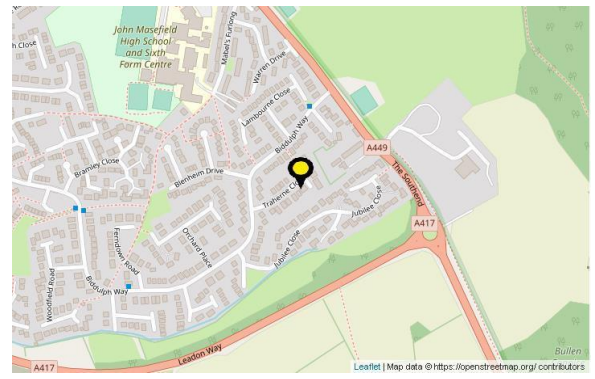 h Close
John Masefield
High School
and Sixth
Form Centre
Mabel's Furlong
Warren Drive
Lambourne Close
Biddulph Way
A449
The Southend
Bramley Close
Blenheim Drive
Traherne Clo
Jubilee Close
A417
Orchard Place
Jubilee Close
Ferndown Road
Woodfield Road
Biddulph Way
Leadon Way
A417
Bullen
Leaflet | Map data © https://openstreetmap.org/ contributors